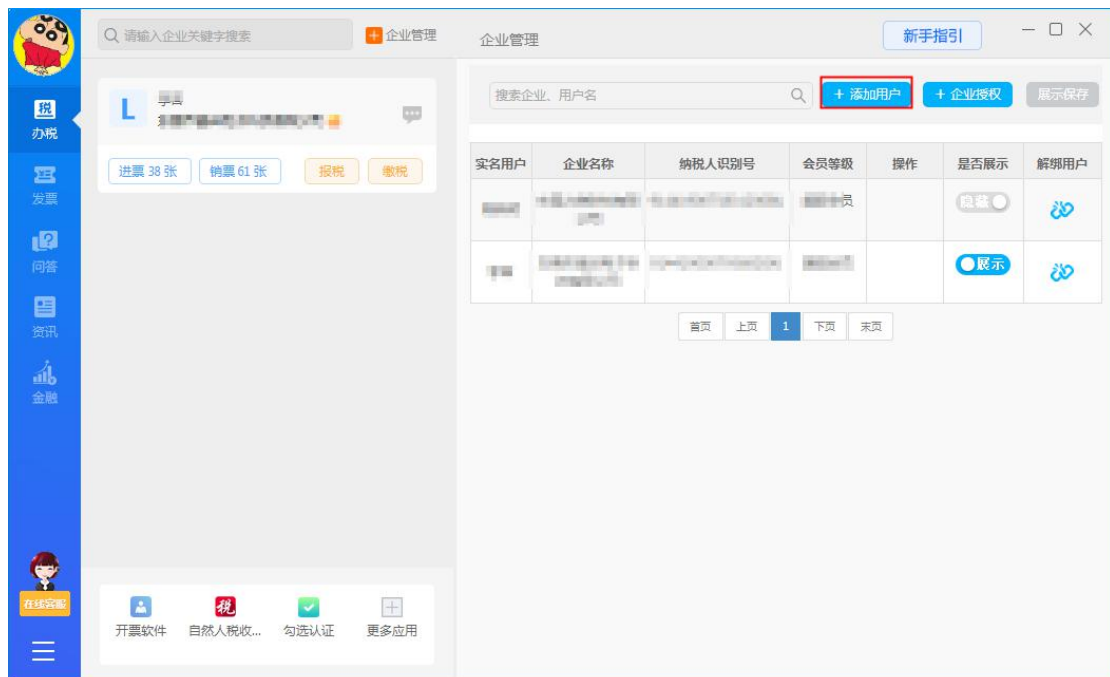 请输入企业关键字搜索
企业管理
企业管理
新手指引
税
办税
发票
问答
资讯
金融
在线客服
L
进票 38 张
销票 61 张
报税
缴税
开票软件
税
自然人税收...
勾选认证
更多应用
搜索企业、用户名
+ 添加用户
+ 企业授权
展示保存
实名用户 企业名称 纳税人识别号 会员等级 操作 是否展示 解绑用户
员 隐藏
展示
首页 上页 1 下页 末页